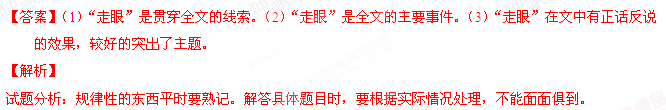 【答案】（1）“走眼”是贯穿全文的线索。（2）“走眼”是全文的主要事件。（3）“走眼”在文中有正话反说
的效果，较好的突出了主题。
【解析】
试题分析：规律性的东西平时要熟记。解答具体题目时，要根据实际情况处理，不能面面俱到。